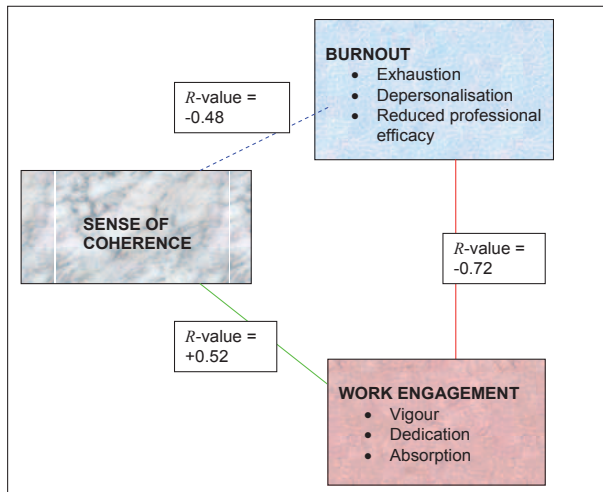 BURNOUT
• Exhaustion
• Depersonalisation
• Reduced professional
efficacy
R-value =
-0.48
SENSE OF
COHERENCE
R-value =
-0.72
R-value =
+0.52
WORK ENGAGEMENT
• Vigour
• Dedication
• Absorption